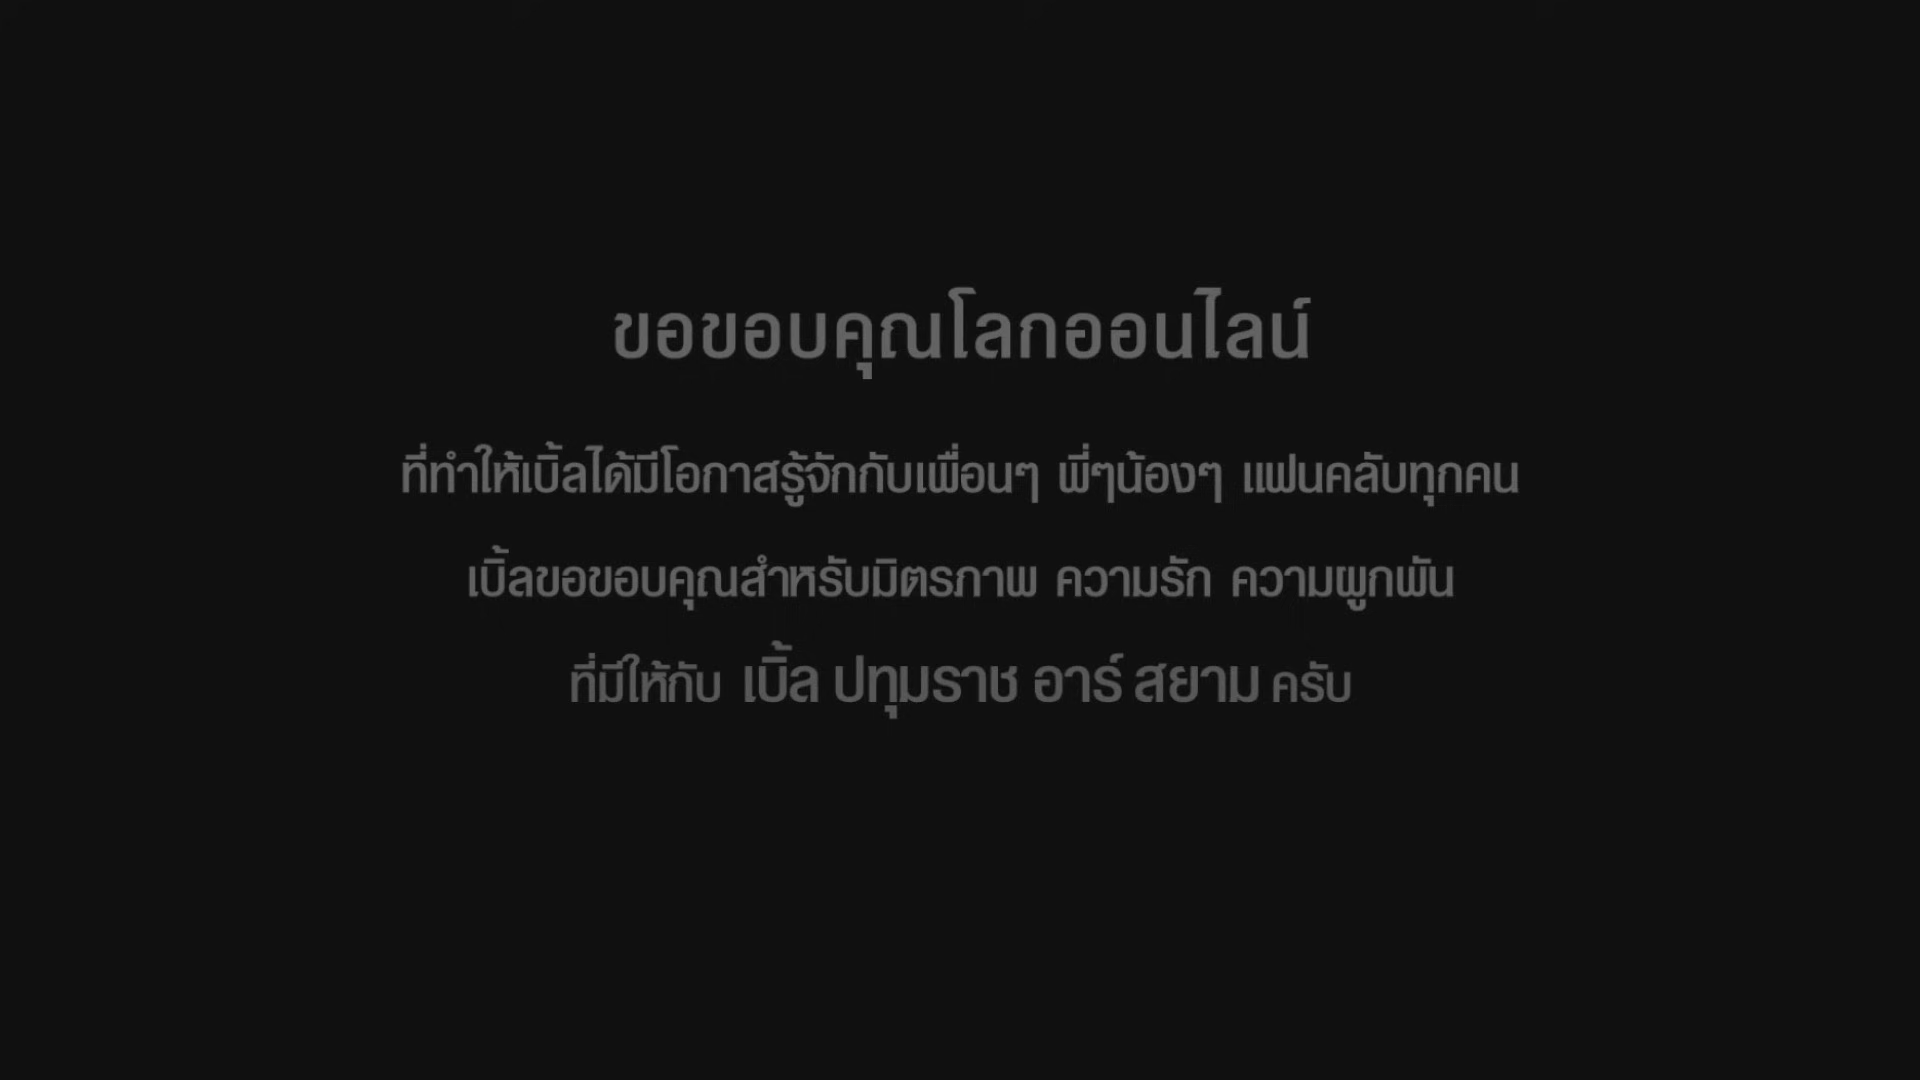 ขอขอบคุณโลกออนไลน์
ที่ทำให้เบิ้ลได้มีโอกาสรู้จักกับเพื่อนๆ พี่ๆน้องๆ แฟนคลับทุกคน
เบิ้ลขอขอบคุณสำหรับมิตรภาพ ความรัก ความผูกพัน
ที่มีให้กับ เบิ้ล ปทุมราช อาร์ สยาม ครับ